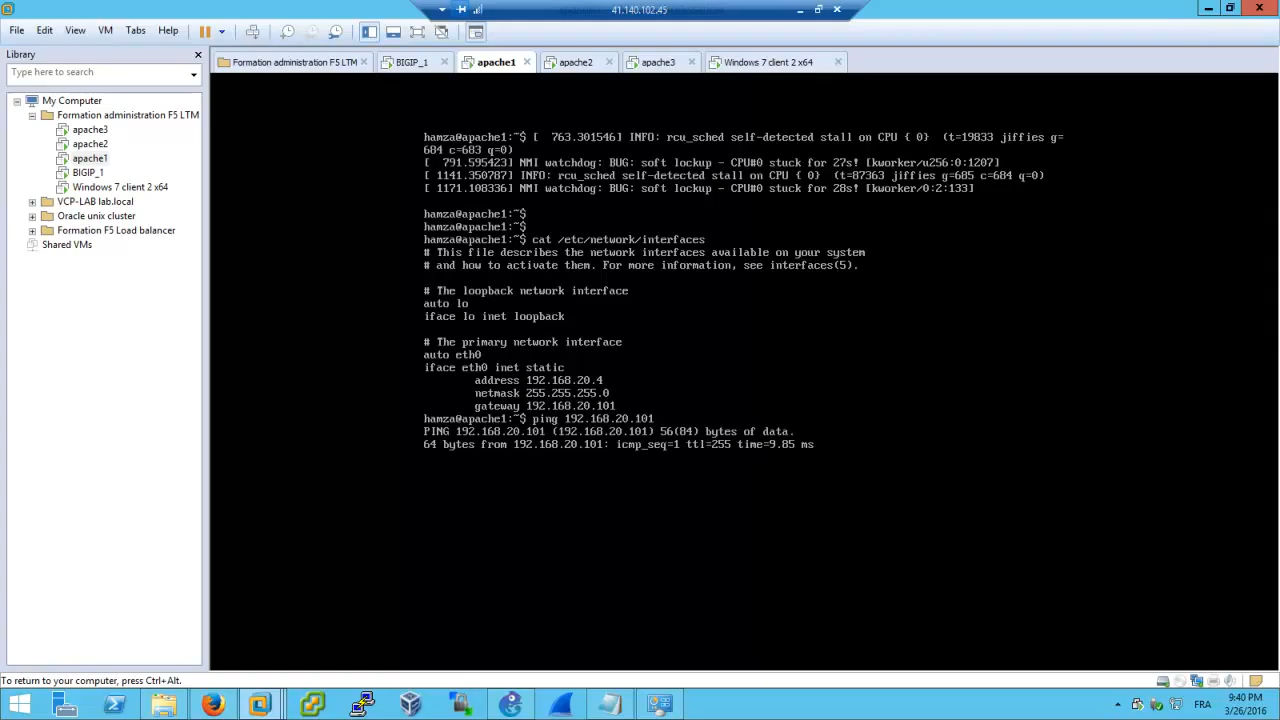 41.140.102.45
File Edit View VM Tabs Help
Library
Type here to search
My Computer
Formation administration F5 LTM
apache3
apache2
apache1
BIGIP_1
Windows 7 client 2 x64
VCP-LAB lab.local
Oracle unix cluster
Formation F5 Load balancer
Shared VMs
Formation administration F5 LTM BIGIP_1 apache1 apache2 apache3 Windows 7 client 2 x64
hamza@apache1:~$ [  763.301546] INFO: rcu_sched self-detected stall on CPU { 0}  (t=19833 jiffies g=
684 c=683 q=0)
[  791.595423] NMI watchdog: BUG: soft lockup - CPU#0 stuck for 27s! [kworker/u256:0:1207]
[ 1141.350787] INFO: rcu_sched self-detected stall on CPU { 0}  (t=87363 jiffies g=685 c=684 q=0)
[ 1171.108336] NMI watchdog: BUG: soft lockup - CPU#0 stuck for 28s! [kworker/0:2:133]
hamza@apache1:~$
hamza@apache1:~$
hamza@apache1:~$ cat /etc/network/interfaces
# This file describes the network interfaces available on your system
# and how to activate them. For more information, see interfaces(5).
# The loopback network interface
auto lo
iface lo inet loopback
# The primary network interface
auto eth0
iface eth0 inet static
address 192.168.20.4
netmask 255.255.255.0
gateway 192.168.20.101
hamza@apache1:~$ ping 192.168.20.101
PING 192.168.20.101 (192.168.20.101) 56(84) bytes of data.
64 bytes from 192.168.20.101: icmp_seq=1 ttl=255 time=9.85 ms
To return to your computer, press Ctrl+Alt.
FR
9:40 PM
3/26/2016